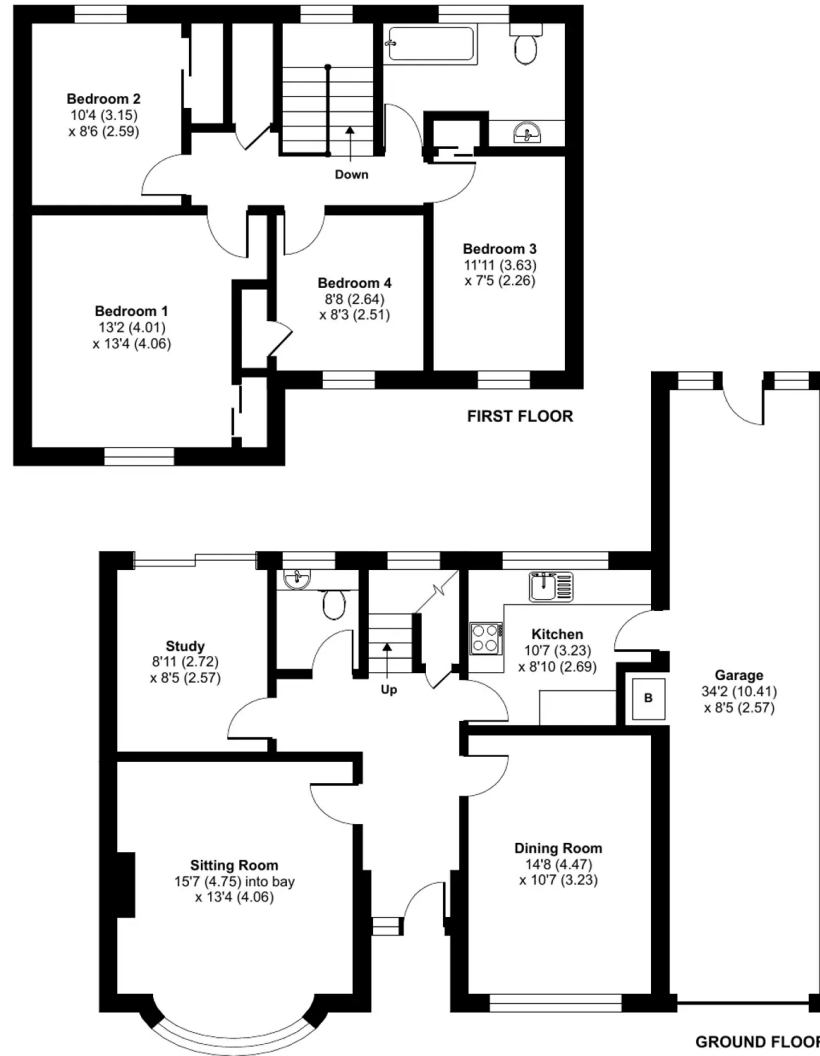 Bedroom 2
10'4 (3.15)
x 8'6 (2.59)
Down
Bedroom 3
11'11 (3.63)
x 7'5 (2.26)
Bedroom 4
8'8 (2.64)
x 8'3 (2.51)
Bedroom 1
13'2 (4.01)
x 13'4 (4.06)
FIRST FLOOR
Study
8'11 (2.72)
x 8'5 (2.57)
Up
Kitchen
10'7 (3.23)
x 8'10 (2.69)
B
Garage
34'2 (10.41)
x 8'5 (2.57)
Sitting Room
15'7 (4.75) into bay
x 13'4 (4.06)
Dining Room
14'8 (4.47)
x 10'7 (3.23)
GROUND FLOOR